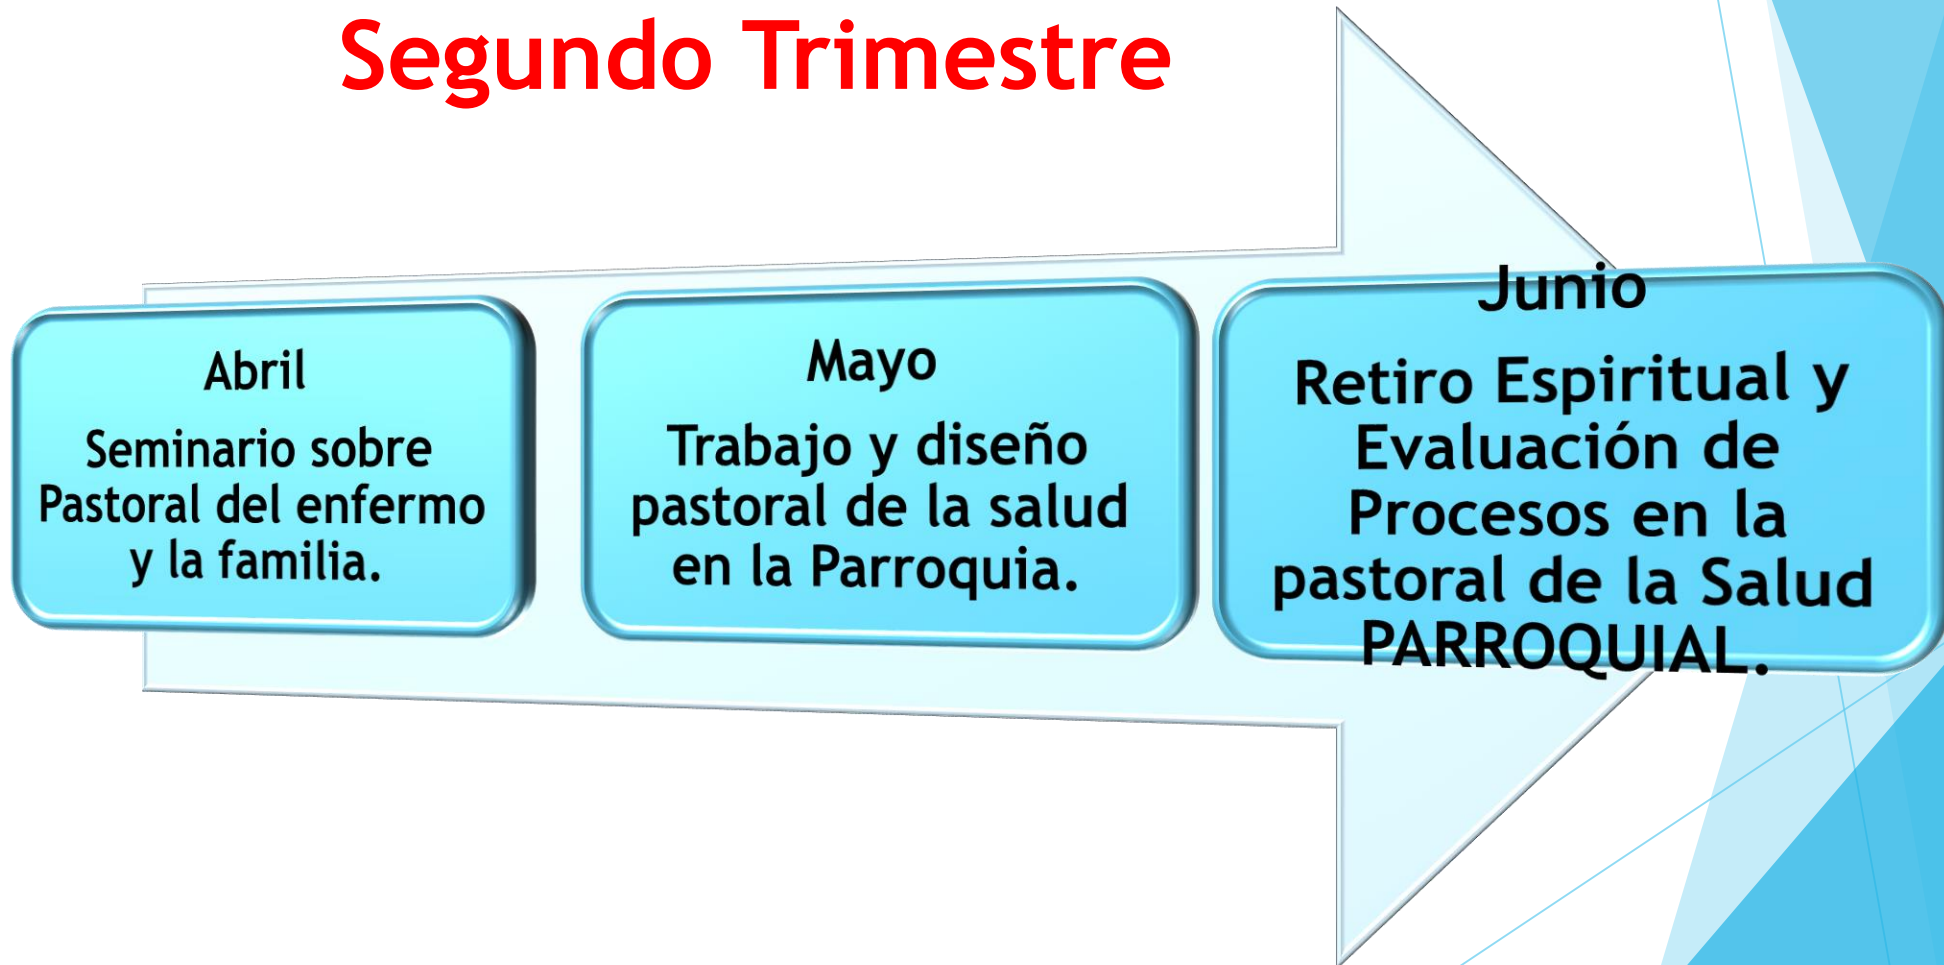 Segundo Trimestre
Abril
Seminario sobre
Pastoral del enfermo
y la familia.
Mayo
Trabajo y diseño
pastoral de la salud
en la Parroquia.
Junio
Retiro Espiritual y
Evaluación de
Procesos en la
pastoral de la Salud
PARROQUIAL.